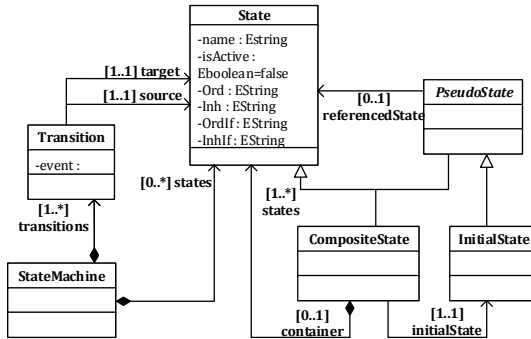 State
-name : Estring
-isActive :
Eboolean=false
-Ord : EString
-Inh : EString
-OrdIf : EString
-InhIf : EString
[1..1] target
[1..1] source
PseudoState
[0..1]
referencedState
Transition
-event :
[0..*] states
[1..*]
states
[1..*]
transitions
CompositeState
InitialState
StateMachine
[0..1]
container
[1..1]
initialState